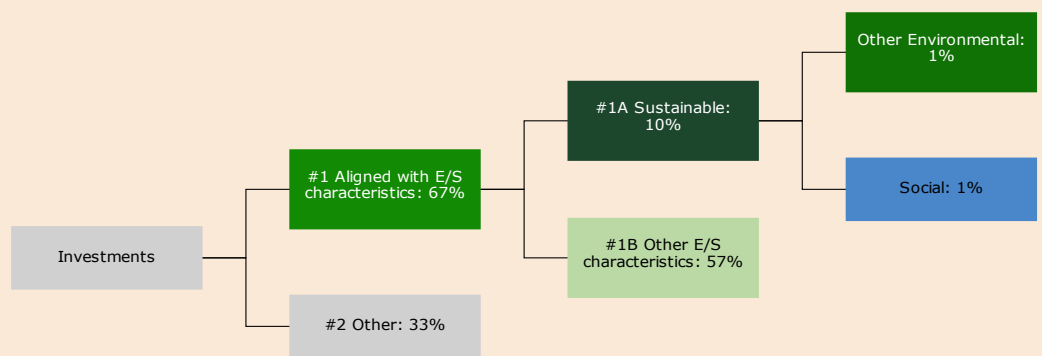 Investments
#1 Aligned with E/S
characteristics: 67%
#2 Other: 33%
#1A Sustainable:
10%
#1B Other E/S
characteristics: 57%
Other Environmental:
1%
Social: 1%